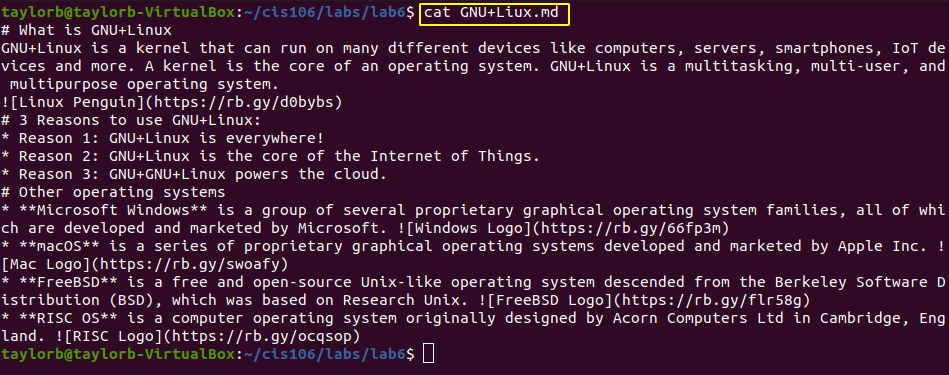 taylorb@taylorb-VirtualBox:~/cis106/labs/lab6$ cat GNU+Liux.md
# What is GNU+Linux
GNU+Linux is a kernel that can run on many different devices like computers, servers, smartphones, IoT de
vices and more. A kernel is the core of an operating system. GNU+Linux is a multitasking, multi-user, and
 multipurpose operating system.
![Linux Penguin](https://rb.gy/d0bybs)
# 3 Reasons to use GNU+Linux:
* Reason 1: GNU+Linux is everywhere!
* Reason 2: GNU+Linux is the core of the Internet of Things.
* Reason 3: GNU+GNU+Linux powers the cloud.
# Other operating systems
* **Microsoft Windows** is a group of several proprietary graphical operating system families, all of whi
ch are developed and marketed by Microsoft. ![Windows Logo](https://rb.gy/66fp3m)
* **macOS** is a series of proprietary graphical operating systems developed and marketed by Apple Inc. !
[Mac Logo](https://rb.gy/swoafy)
* **FreeBSD** is a free and open-source Unix-like operating system descended from the Berkeley Software D
istribution (BSD), which was based on Research Unix. ![FreeBSD Logo](https://rb.gy/flr58g)
* **RISC OS** is a computer operating system originally designed by Acorn Computers Ltd in Cambridge, Eng
land. ![RISC Logo](https://rb.gy/ocqsop)
taylorb@taylorb-VirtualBox:~/cis106/labs/lab6$